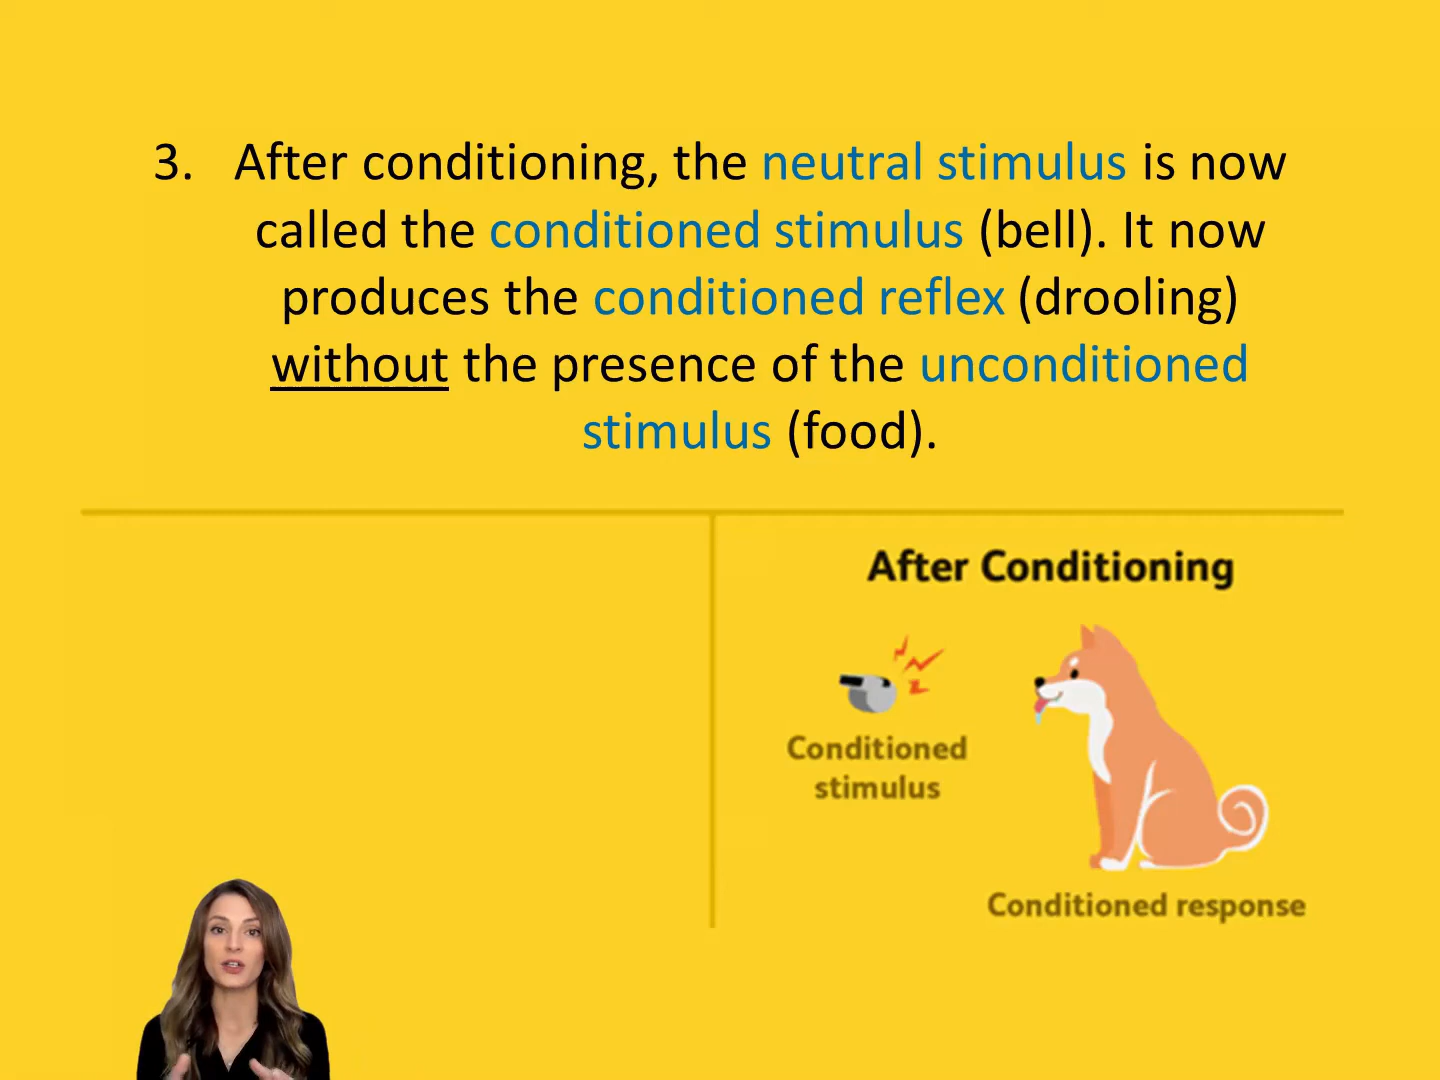 3. After conditioning, the neutral stimulus is now
called the conditioned stimulus (bell). It now
produces the conditioned reflex (drooling)
without the presence of the unconditioned
stimulus (food).
After Conditioning
Conditioned
stimulus
Conditioned response